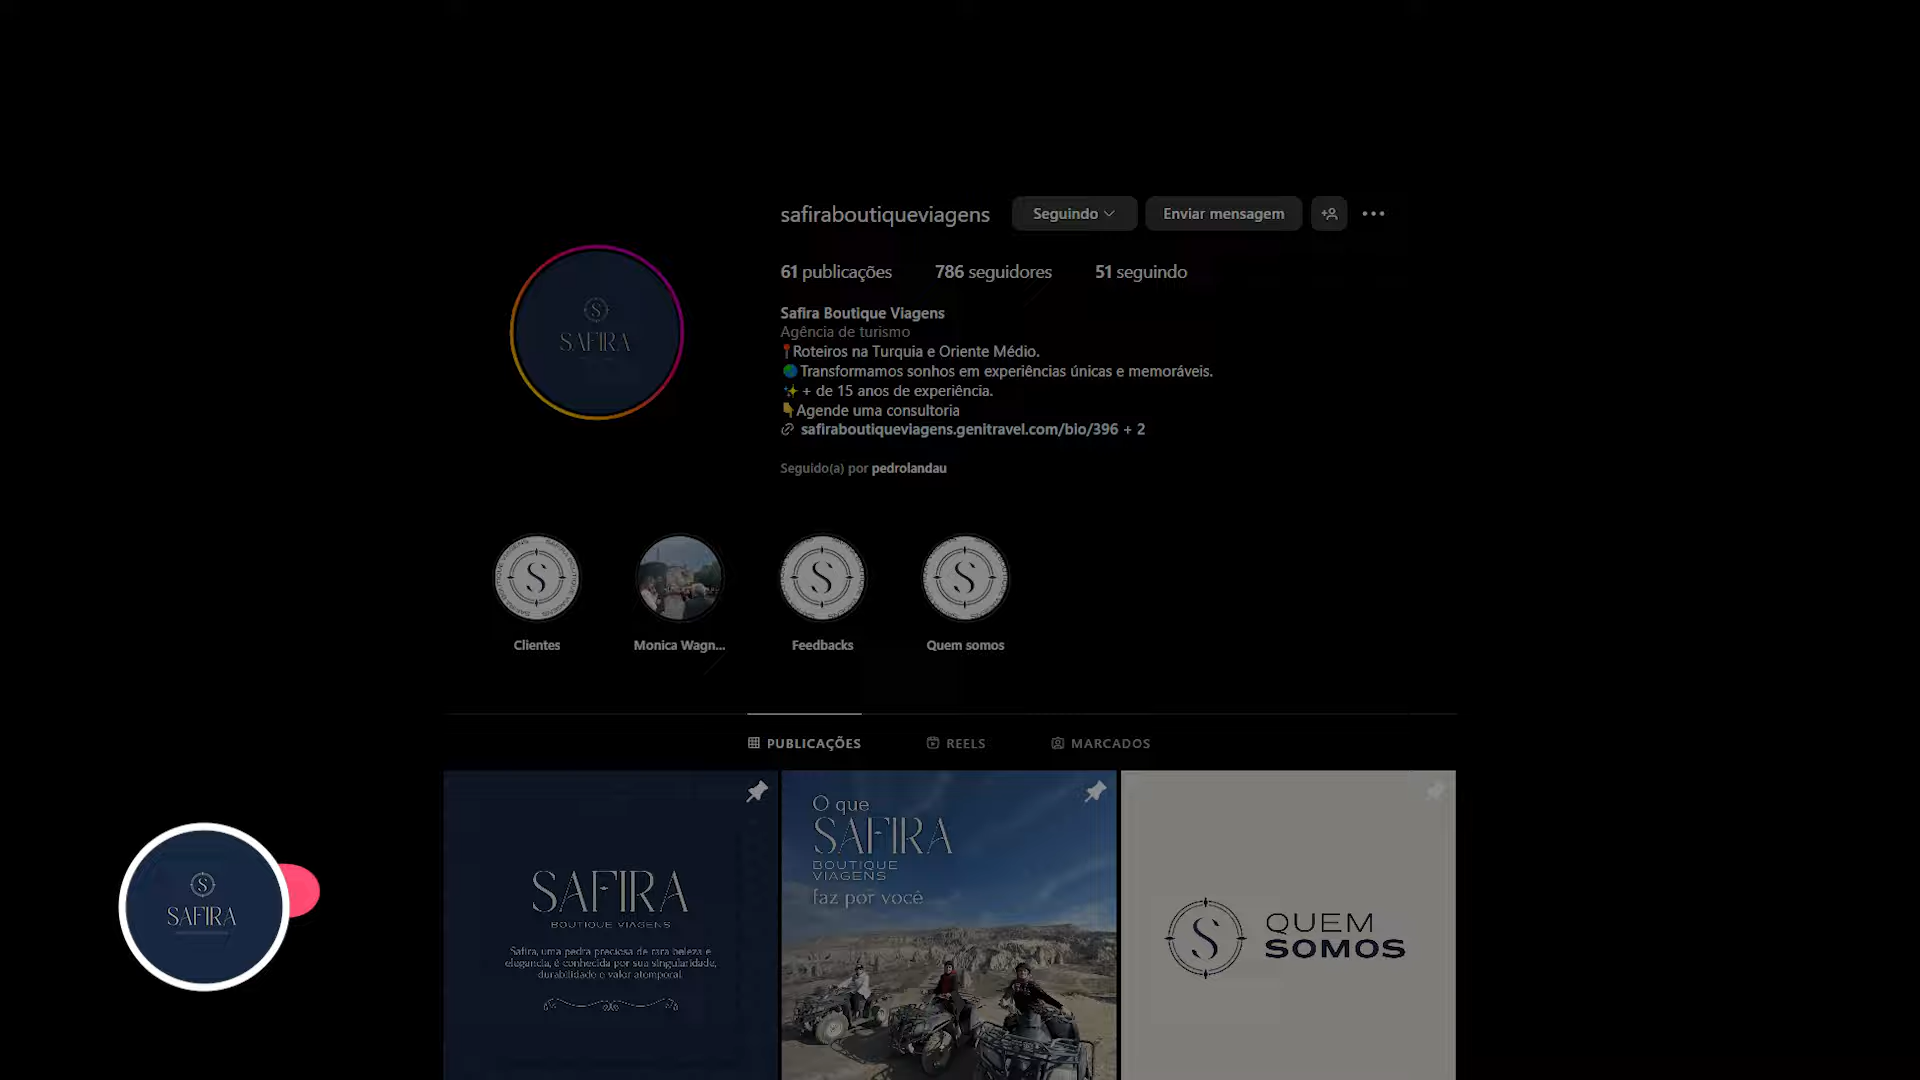 safiraboutiqueviagens
Seguindo
Enviar mensagem
61 publicações
786 seguidores
51 seguindo
Safira Boutique Viagens
Agência de turismo
📍Roteiros na Turquia e Oriente Médio.
🌎Transformamos sonhos em experiências únicas e memoráveis.
✨+ de 15 anos de experiência.
👇Agende uma consultoria
safiraboutiqueviagens.genitravel.com/bio/396 + 2
Seguido(a) por pedrolandau
S
SAFIRA
S
S
S
Clientes
Monica Wagn...
Feedbacks
Quem somos
PUBLICAÇÕES
REELS
MARCADOS
SAFIRA
BOUTIQUE VIAGENS
Safira, uma pedra preciosa de rara beleza e
elegancia, é conhecida por sua singularidade,
durabilidade e valor atemporal.
O que
SAFIRA
BOUTIQUE
VIAGENS
faz por você
S
QUEM
SOMOS
S
SAFIRA